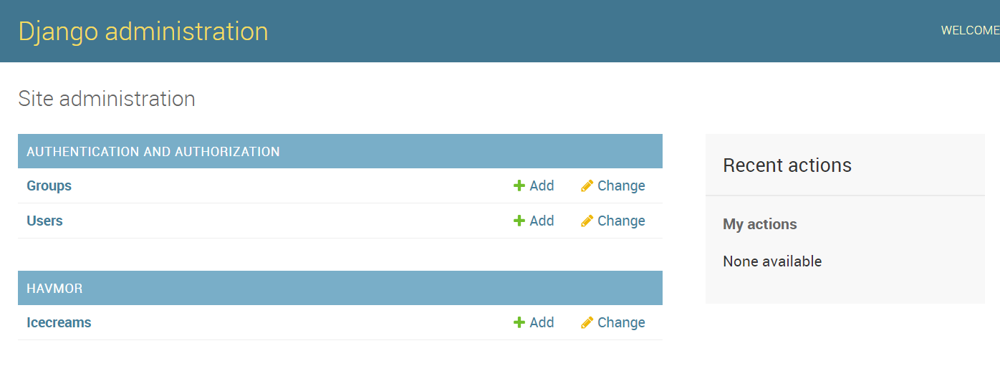 Django administration
WELCOME
Site administration
AUTHENTICATION AND AUTHORIZATION
Groups Add Change
Users Add Change
HAVMOR
Icecreams Add Change
Recent actions
My actions
None available